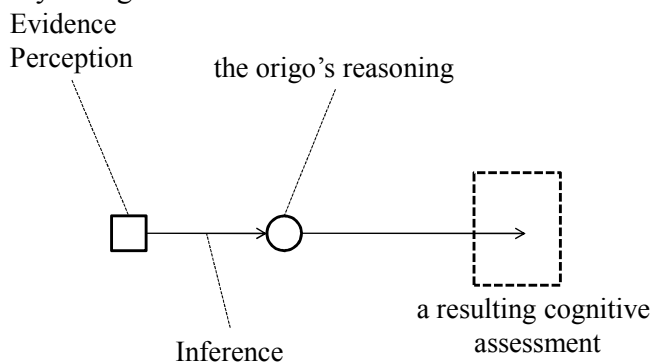 Evidence
Perception
the origo’s reasoning
a resulting cognitive
assessment
Inference